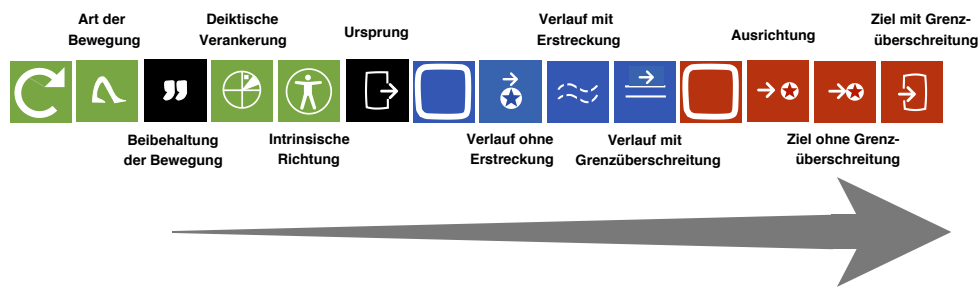 Art der
Bewegung
Deiktische
Verankerung
Ursprung
Verlauf mit
Erstreckung
Ausrichtung
Ziel mit Grenz-
überschreitung
Beibehaltung
der Bewegung
Intrinsische
Richtung
Verlauf ohne
Erstreckung
Verlauf mit
Grenzüberschreitung
Ziel ohne Grenz-
überschreitung